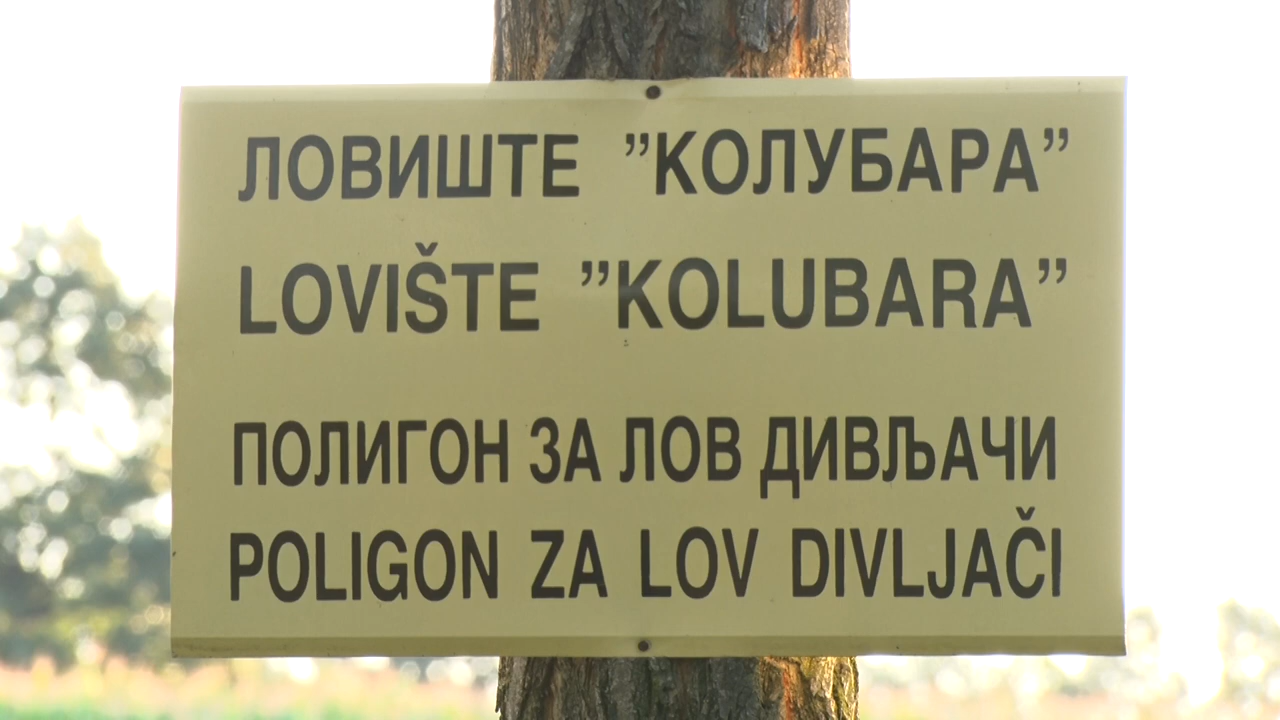 ЛОВИШТЕ ”КОЛУБАРА”
LOVIŠTE ”KOLUBARA”
ПОЛИГОН ЗА ЛОВ ДИВЉАЧИ
POLIGON ZA LOV DIVLJAČI